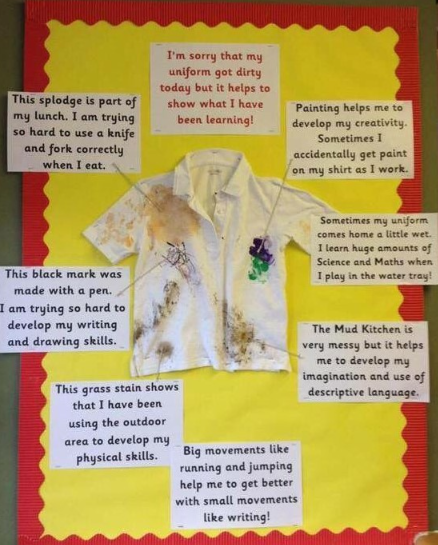 I'm sorry that my
uniform got dirty
today but it helps to
show what I have
been learning!
This splodge is part of
my lunch. I am trying
so hard to use a knife
and fork correctly
when I eat.
Painting helps me to
develop my creativity.
Sometimes I
accidentally get paint
on my shirt as I work.
Sometimes my uniform
comes home a little wet.
I learn huge amounts of
Science and Maths when
I play in the water tray!
This black mark was
made with a pen.
I am trying so hard to
develop my writing
and drawing skills.
The Mud Kitchen is
very messy but it helps
me to develop my
imagination and use of
descriptive language.
This grass stain shows
that I have been
using the outdoor
area to develop my
physical skills.
Big movements like
running and jumping
help me to get better
with small movements
like writing!